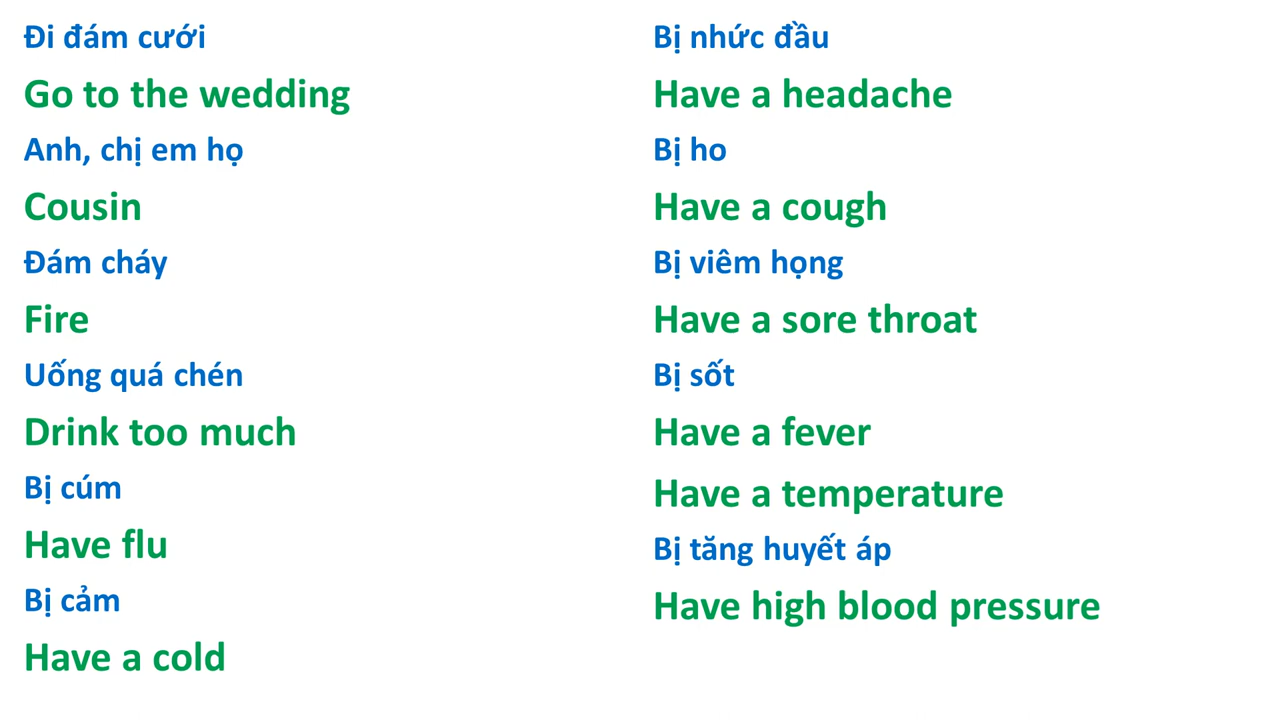 Đi đám cưới
Go to the wedding
Anh, chị em họ
Cousin
Đám cháy
Fire
Uống quá chén
Drink too much
Bị cúm
Have flu
Bị cảm
Have a cold
Bị nhức đầu
Have a headache
Bị ho
Have a cough
Bị viêm họng
Have a sore throat
Bị sốt
Have a fever
Have a temperature
Bị tăng huyết áp
Have high blood pressure